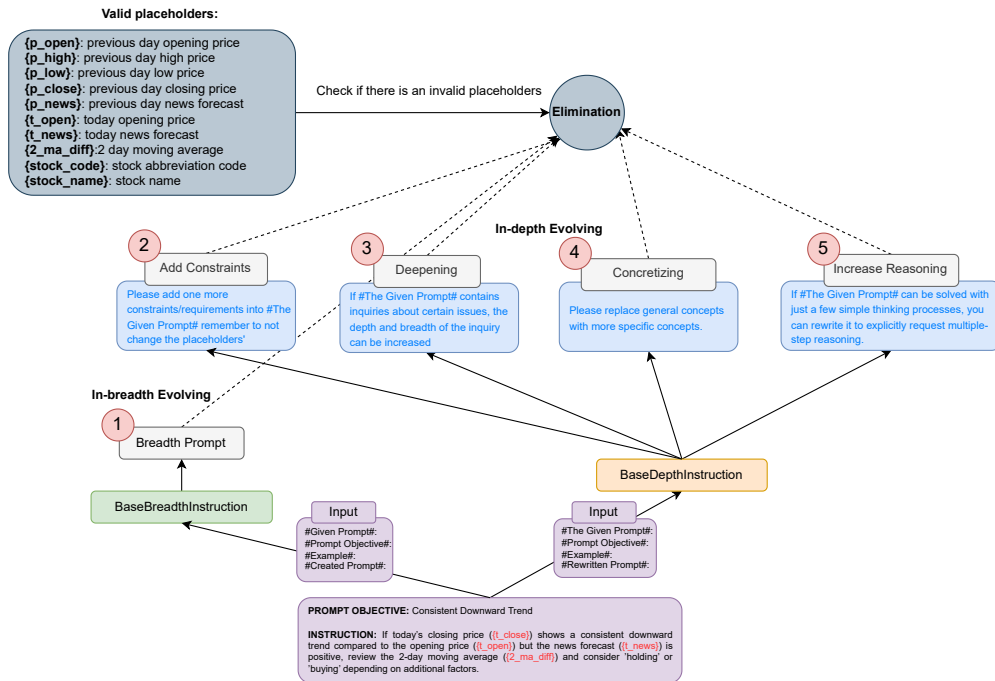 Valid placeholders:
{p_open}: previous day opening price
{p_high}: previous day high price
{p_low}: previous day low price
{p_close}: previous day closing price
{p_news}: previous day news forecast
{t_open}: today opening price
{t_news}: today news forecast
{2_ma_diff}:2 day moving average
{stock_code}: stock abbreviation code
{stock_name}: stock name
Check if there is an invalid placeholders
Elimination
In-depth Evolving
2
Add Constraints
Please add one more
constraints/requirements into #The
Given Prompt# remember to not
change the placeholders'
3
Deepening
If #The Given Prompt# contains
inquiries about certain issues, the
depth and breadth of the inquiry
can be increased
4
Concretizing
Please replace general concepts
with more specific concepts.
5
Increase Reasoning
If #The Given Prompt# can be solved with
just a few simple thinking processes, you
can rewrite it to explicitly request multiple-
step reasoning.
In-breadth Evolving
1
Breadth Prompt
BaseBreadthInstruction
BaseDepthInstruction
Input
#Given Prompt#:
#Prompt Objective#:
#Example#:
#Created Prompt#:
Input
#The Given Prompt#:
#Prompt Objective#:
#Example#:
#Rewritten Prompt#:
PROMPT OBJECTIVE: Consistent Downward Trend
INSTRUCTION: If today's closing price ({t_close}) shows a consistent downward
trend compared to the opening price ({t_open}) but the news forecast ({t_news}) is
positive, review the 2-day moving average ({2_ma_diff}) and consider 'holding' or
'buying' depending on additional factors.